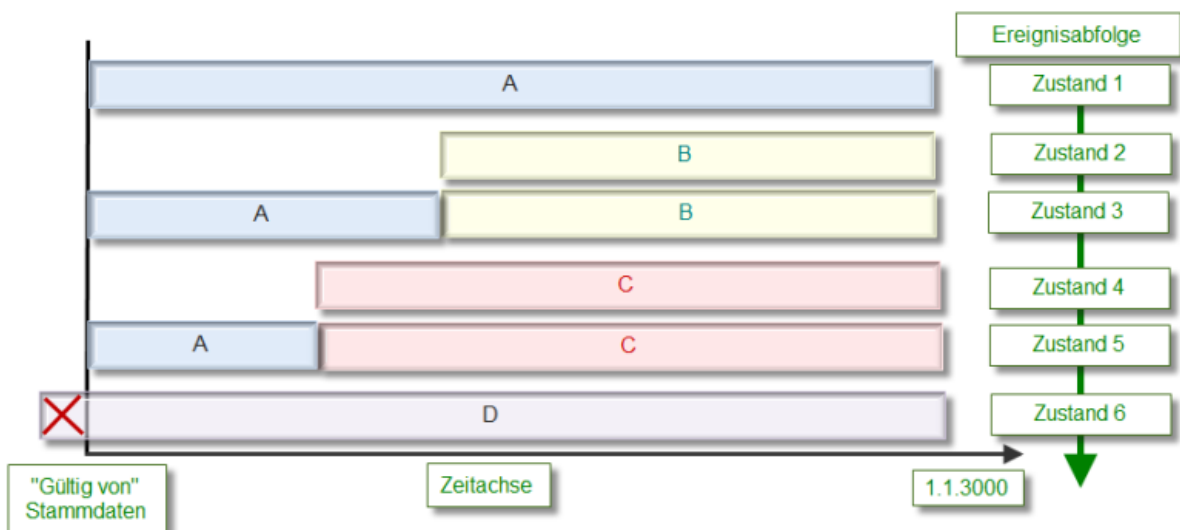 Ereignisabfolge
A
Zustand 1
B
Zustand 2
A
B
Zustand 3
C
Zustand 4
A
C
Zustand 5
D
Zustand 6
"Gültig von"
Stammdaten
Zeitachse
1.1.3000